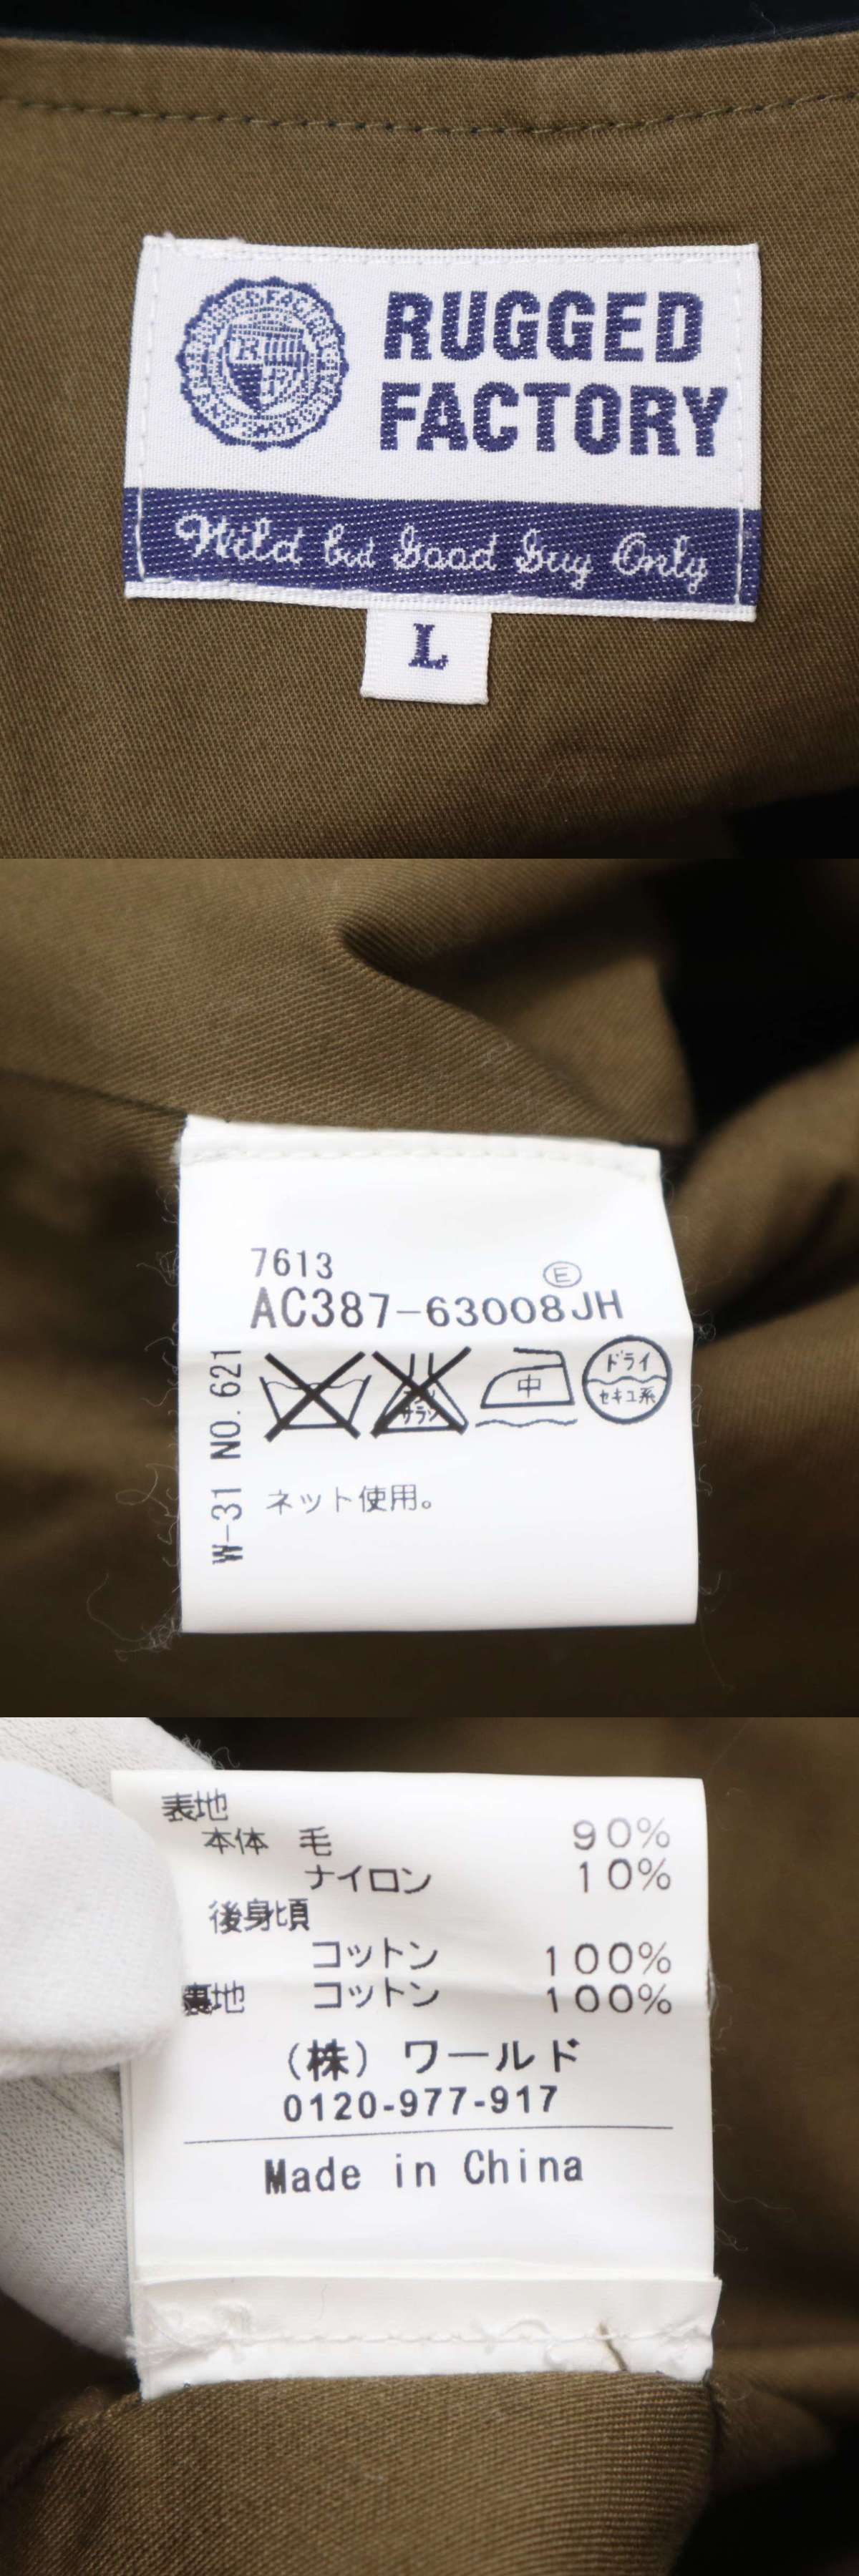 RUGGED
FACTORY
Wild but Good Guy Only
L
7613
E
AC387-63008JH
W-31 NO.621
サラシ
中
ドライ
セキユ系
ネット使用。
表地
本体 毛 90%
ナイロン 10%
後身頃
コットン 100%
裏地 コットン 100%
(株) ワールド
0120-977-917
Made in China